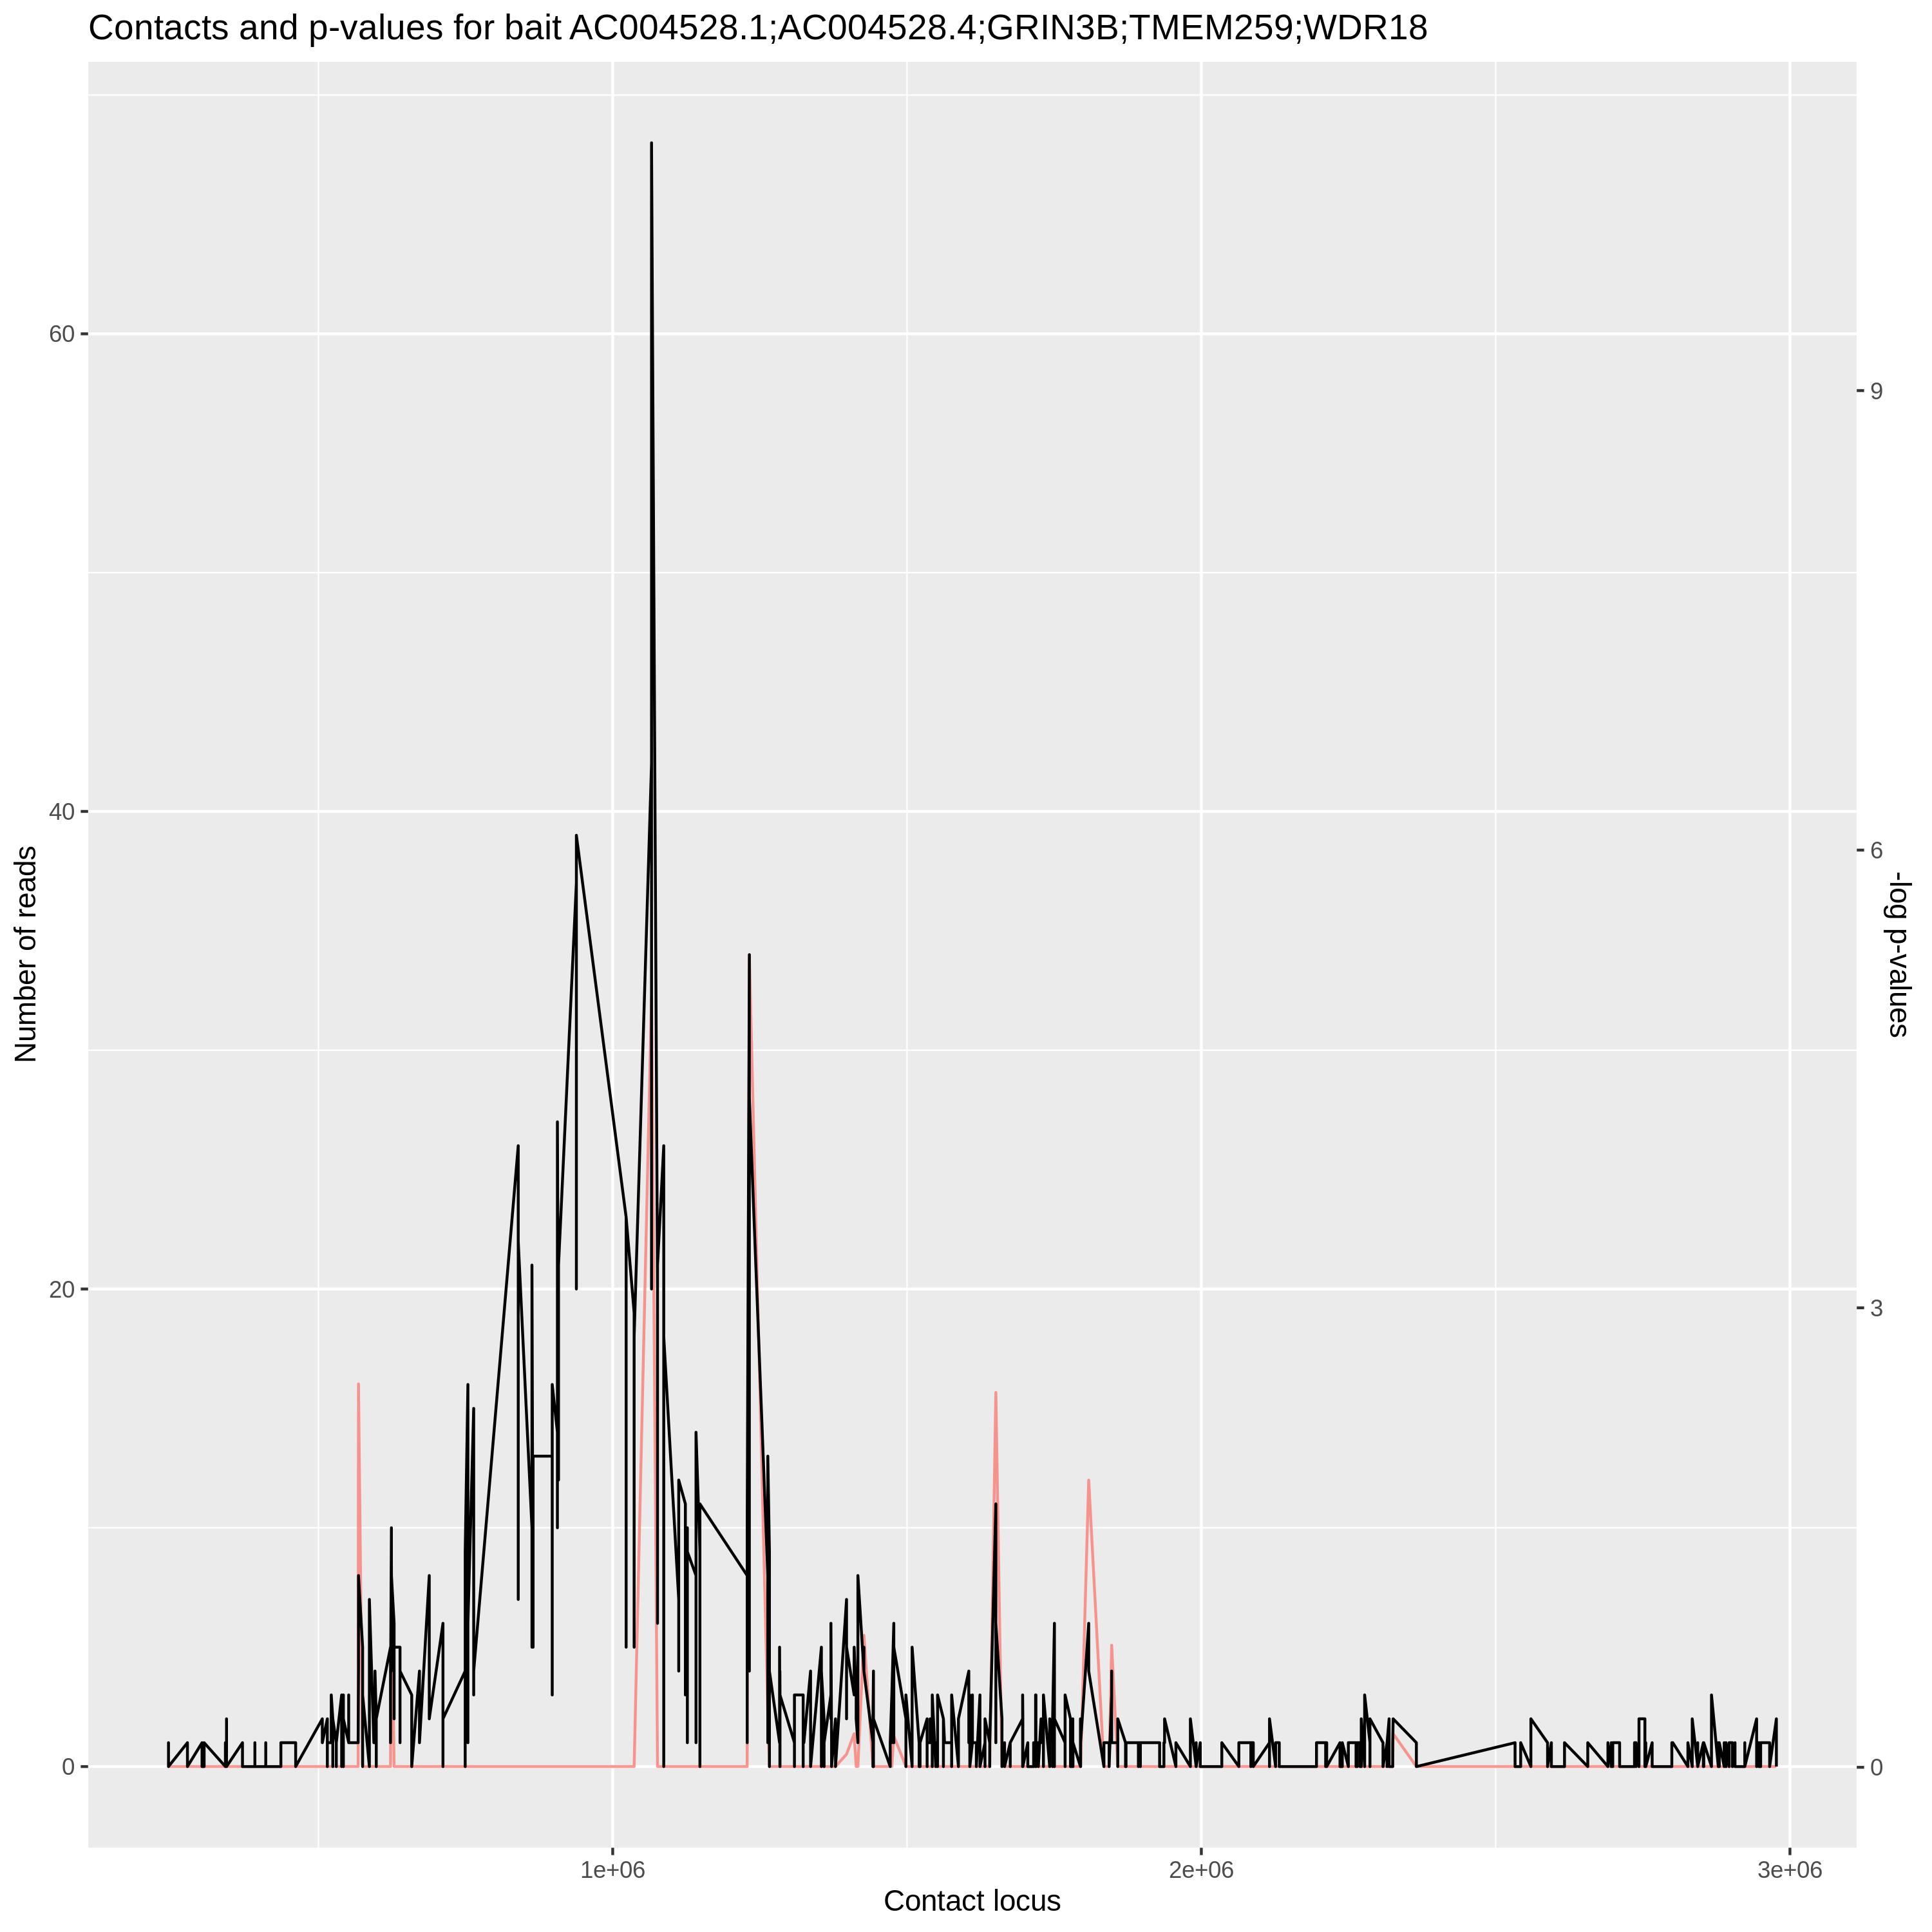 Contacts and p-values for bait AC004528.1;AC004528.4;GRIN3B;TMEM259;WDR18
60
40
20
0
Number of reads
9
6
3
0
-log p-values
1e+06
2e+06
3e+06
Contact locus